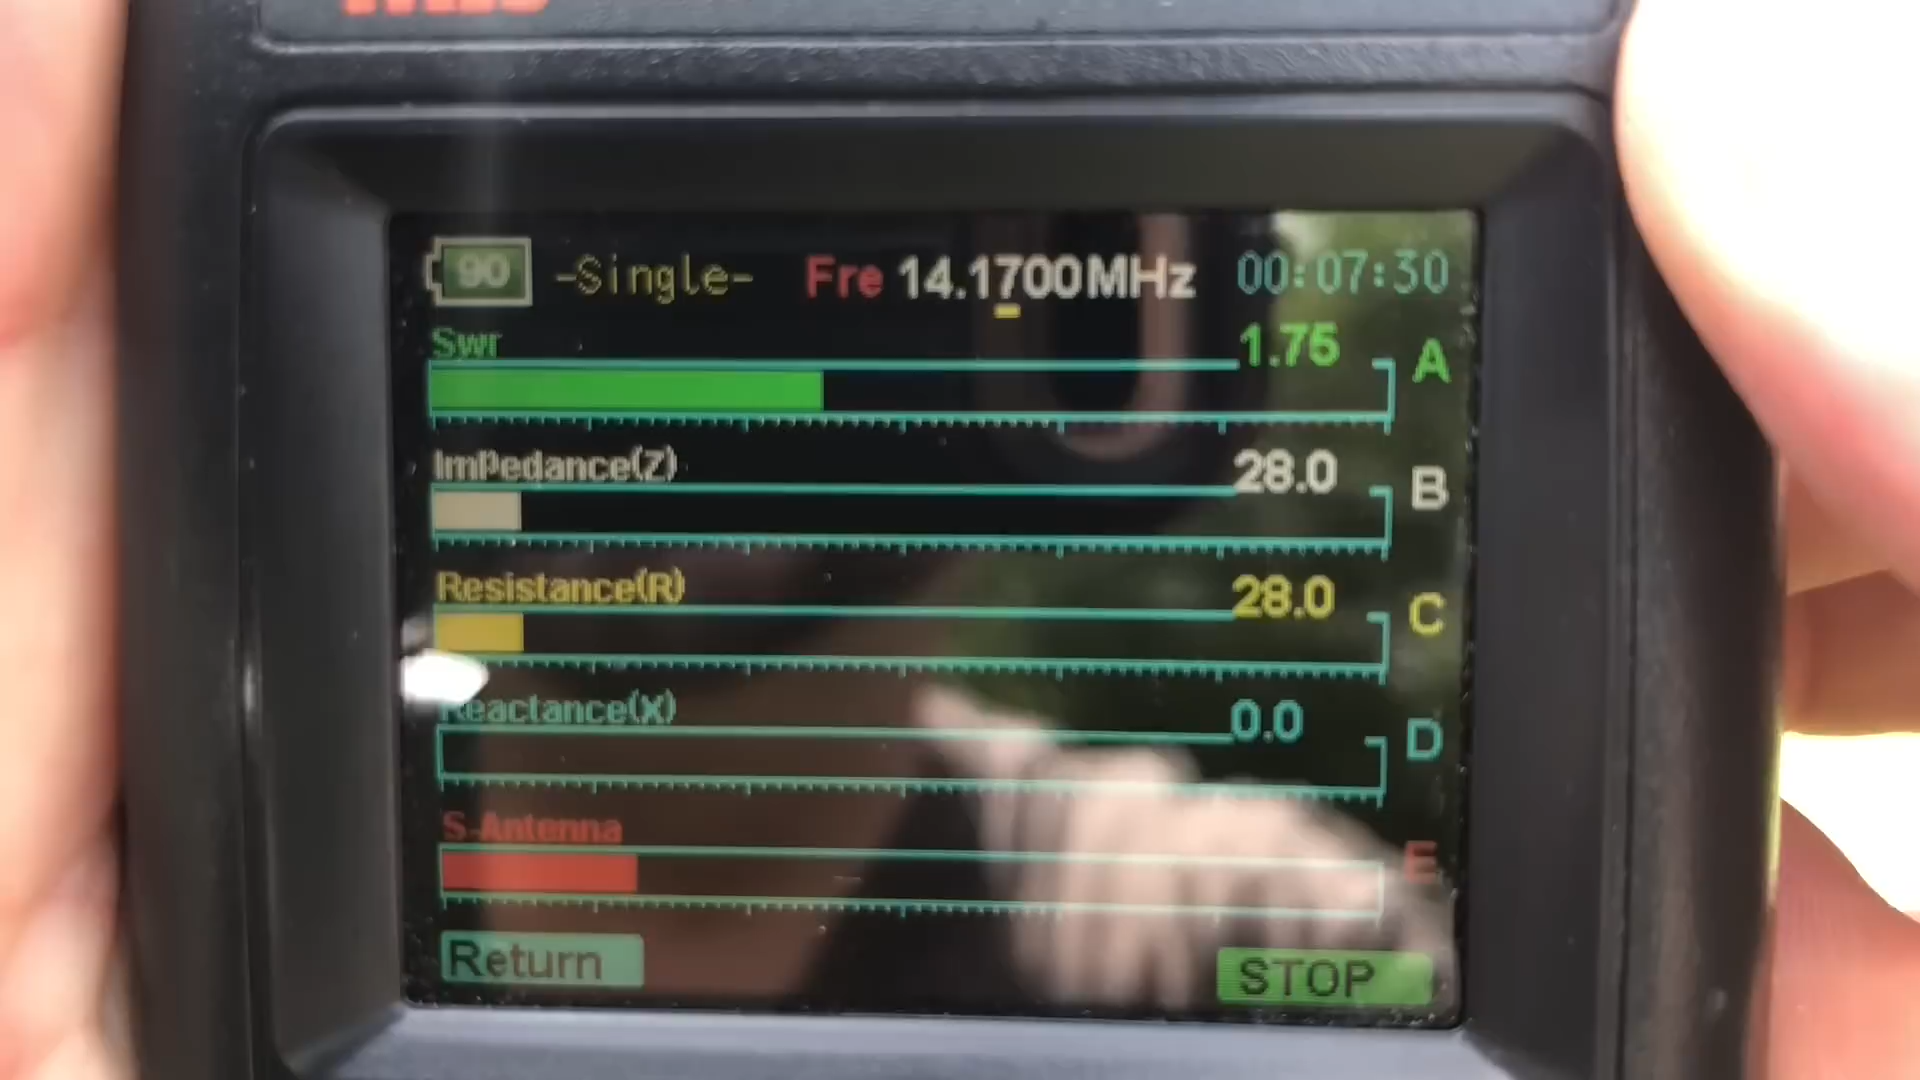 90 -Single- Fre 14.1700MHz 00:07:30
Swr 1.75 A
Impedance(Z) 28.0 B
Resistance(R) 28.0 C
Reactance(X) 0.0 D
S-Antenna E
Return STOP